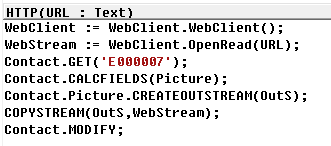 HTTP(URL : Text)
WebClient := WebClient.WebClient();
WebStream := WebClient.OpenRead(URL);
Contact.GET('E000007');
Contact.CALCFIELDS(Picture);
Contact.Picture.CREATEOUTSTREAM(OutS);
COPYSTREAM(OutS,WebStream);
Contact.MODIFY;